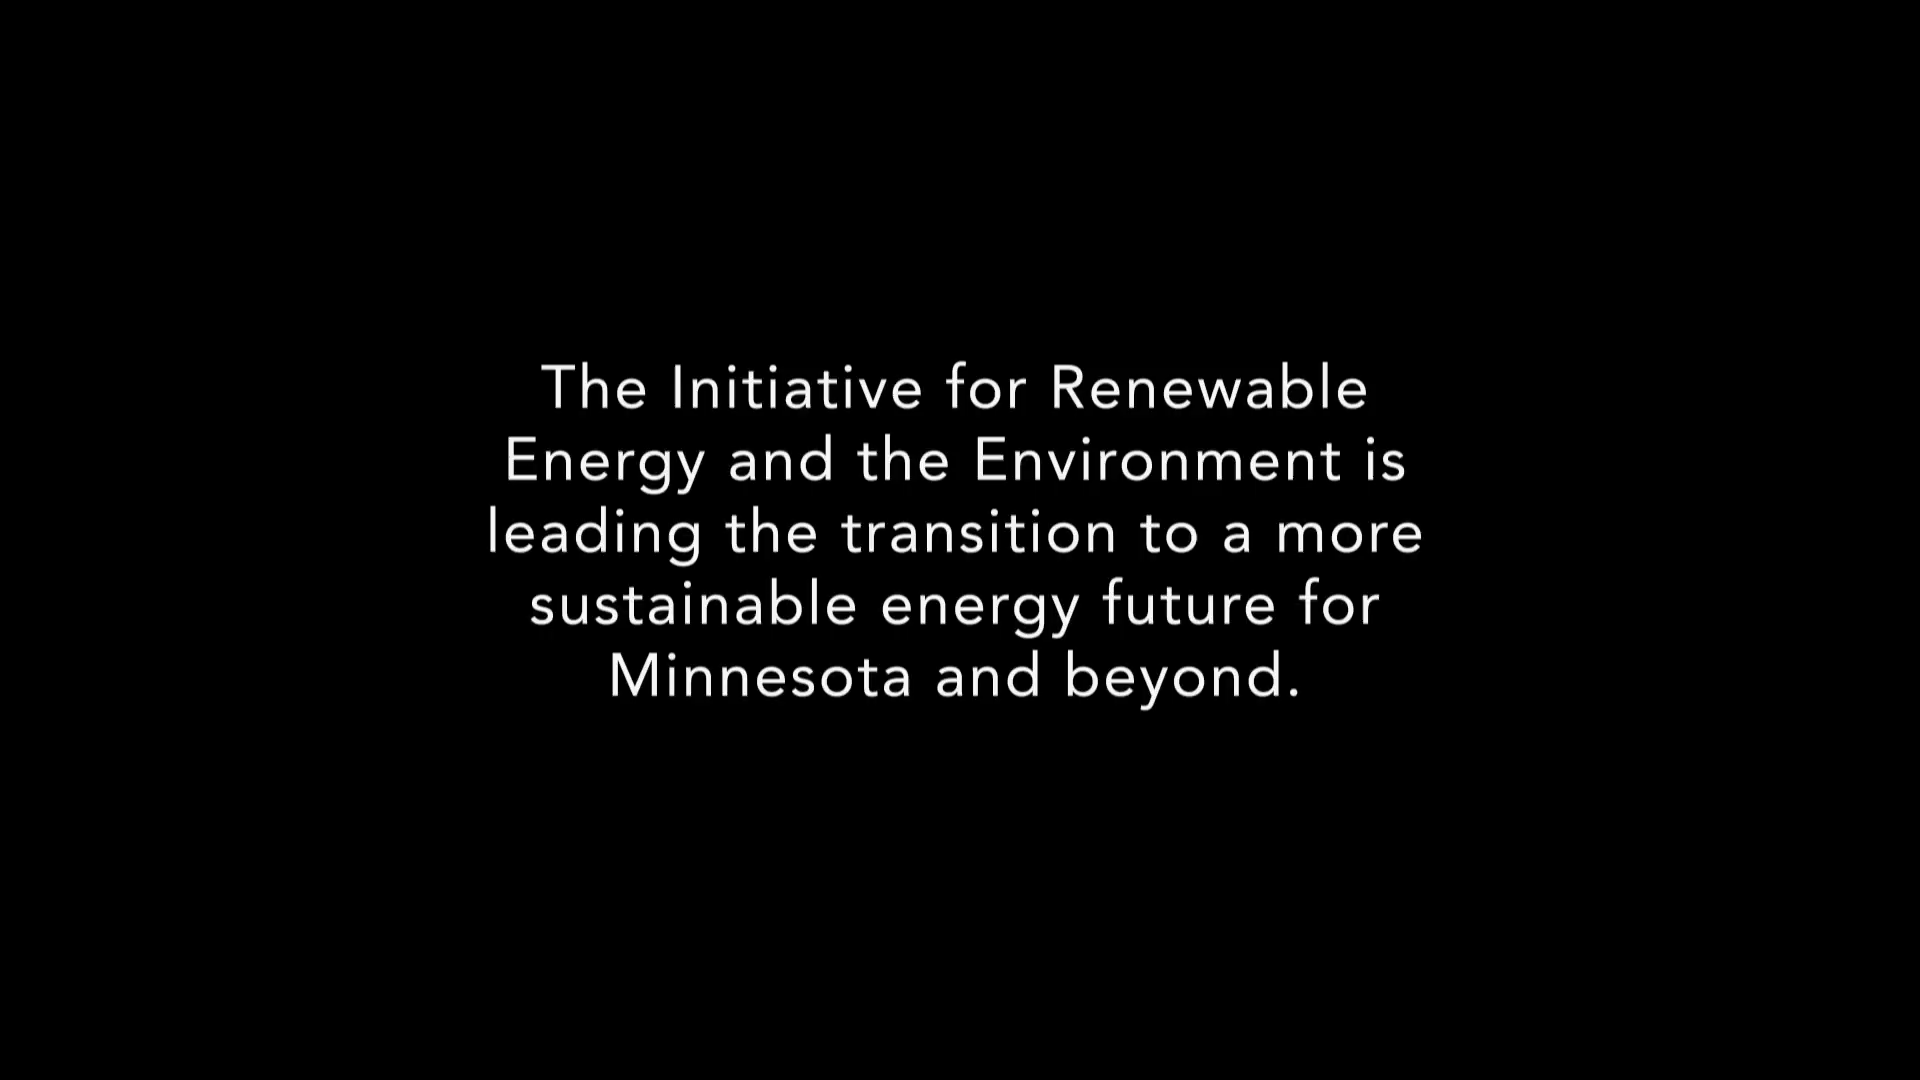 The Initiative for Renewable
Energy and the Environment is
leading the transition to a more
sustainable energy future for
Minnesota and beyond.